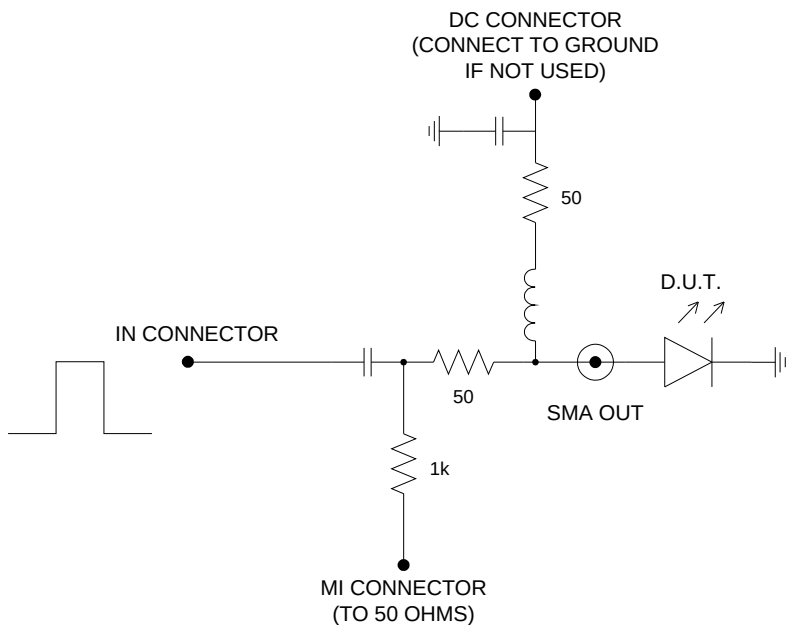 DC CONNECTOR
(CONNECT TO GROUND
IF NOT USED)
50
D.U.T.
IN CONNECTOR
50
SMA OUT
1k
MI CONNECTOR
(TO 50 OHMS)